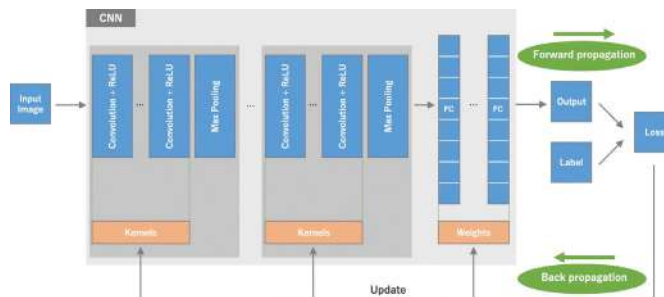 CNN
Forward propagation
Input
Image
Convolution + ReLU
...
Convolution + ReLU
Max Pooling
...
Convolution + ReLU
...
Convolution + ReLU
Max Pooling
FC
...
FC
Output
Label
Loss
Kernels
Kernels
Weights
Update
Back propagation